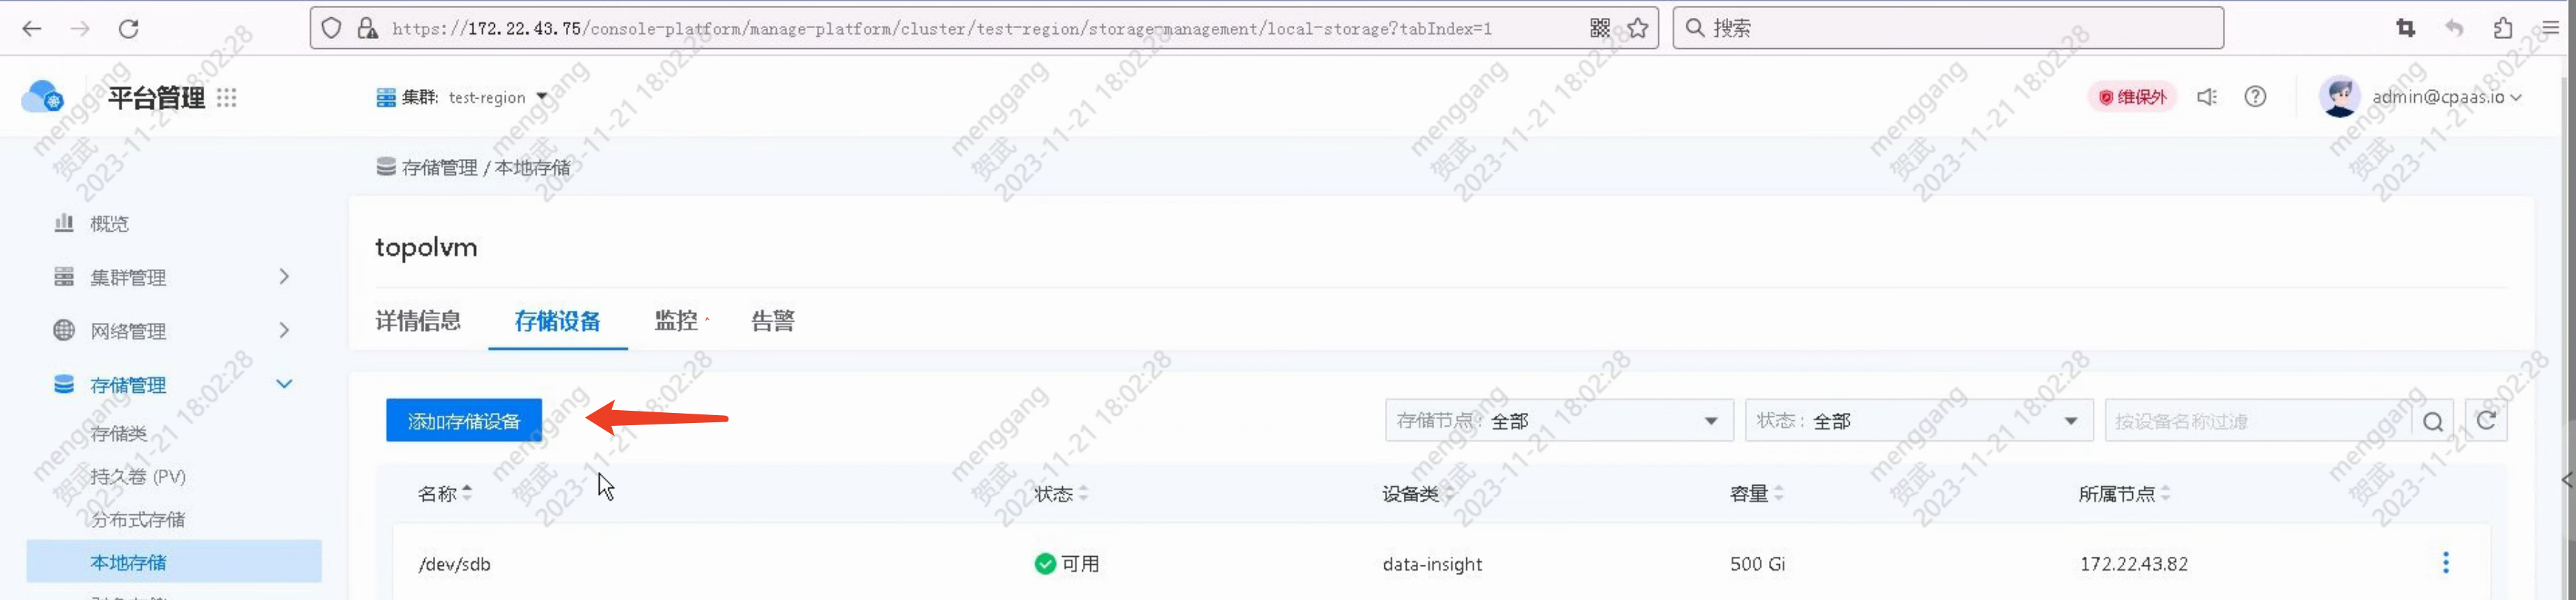 https://172.22.43.75/console-platform/manage-platform/cluster/test-region/storage-management/local-storage?tabIndex=1
搜索
平台管理
集群: test-region
维保外
admin@cpaas.io
存储管理 / 本地存储
概览
集群管理
网络管理
存储管理
存储类
持久卷 (PV)
分布式存储
本地存储
topolvm
详情信息 存储设备 监控 告警
添加存储设备
存储节点: 全部
状态: 全部
按设备名称过滤
名称 状态 设备类 容量 所属节点
/dev/sdb 可用 data-insight 500 Gi 172.22.43.82
menggang
贺武
2023-11-21 18:02:28